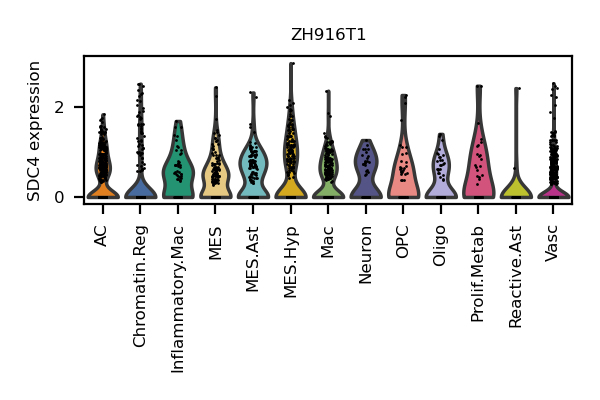 ZH916T1
SDC4 expression
2
0
AC
Chromatin.Reg
Inflammatory.Mac
MES
MES.Ast
MES.Hyp
Mac
Neuron
OPC
Oligo
Prolif.Metab
Reactive.Ast
Vasc